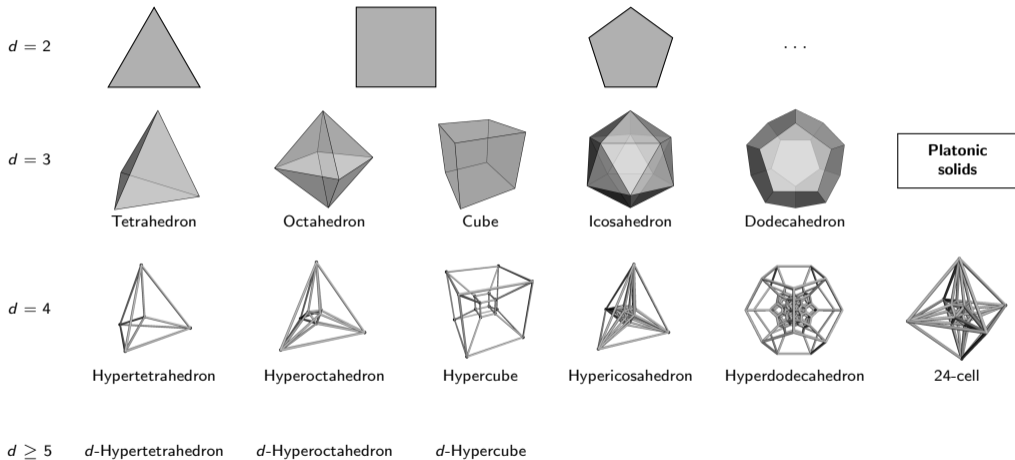 d = 2
· · ·
d = 3
Platonic
solids
Tetrahedron Octahedron Cube Icosahedron Dodecahedron
d = 4
Hypertetrahedron Hyperoctahedron Hypercube Hypericosahedron Hyperdodecahedron 24-cell
d ≥ 5 d-Hypertetrahedron d-Hyperoctahedron d-Hypercube